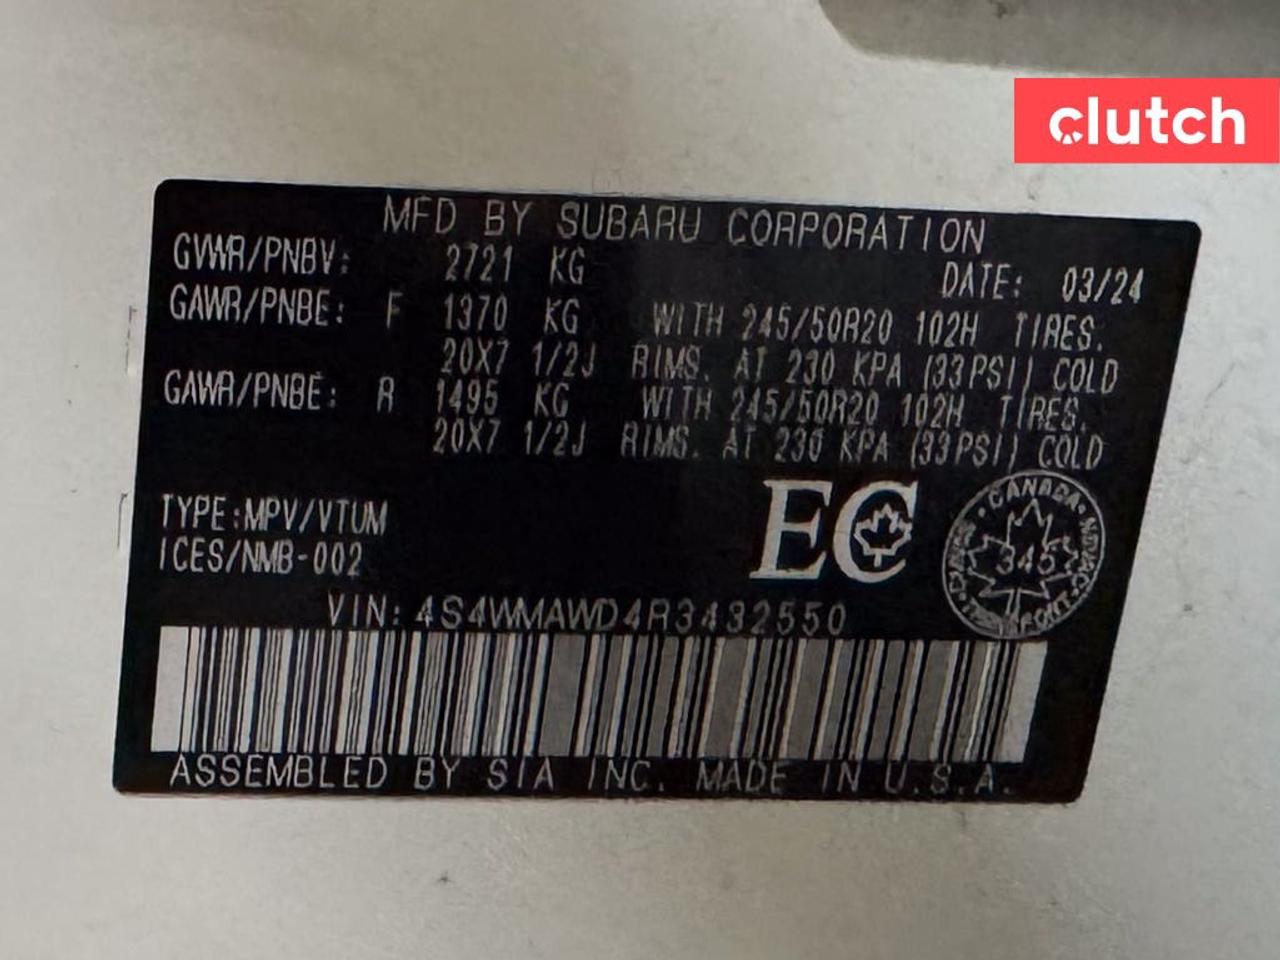 clutch
MFD BY SUBARU CORPORATION
GVWR/PNBV: 2721 KG DATE: 03/24
GAWR/PNBE: F 1370 KG WITH 245/50R20 102H TIRES.
20X7 1/2J RIMS. AT 230 KPA (33PSI) COLD
GAWR/PNBE: R 1495 KG WITH 245/50R20 102H TIRES.
20X7 1/2J RIMS. AT 230 KPA (33PSI) COLD
TYPE:MPV/VTUM
ICES/NMB-002
EC
CANADA
345
VIN: 4S4WMAWD4R3432550
ASSEMBLED BY SIA INC. MADE IN U.S.A.